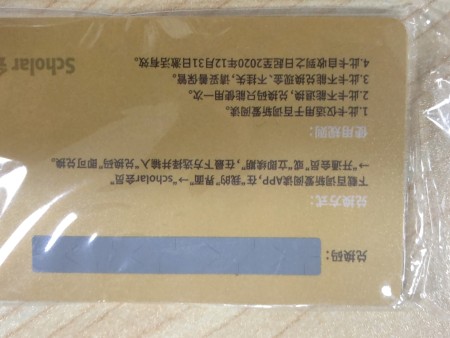 兑换码：
兑换方式：
下载百词斩爱阅读APP，在"我的"界面"→"scholar会员"
→"开通会员"或"立即续期"，在最下方选择并输入"兑换码"即可兑换。
使用规则：
1.此卡仅适用于百词斩爱阅读。
2.此卡不能退换，兑换码只能使用一次。
3.此卡不能兑换现金、不挂失，请妥善保管。
4.此卡自收到之日起至2020年12月31日激活有效。
Scholar